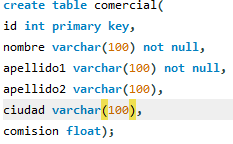 create table comercial(
id int primary key,
nombre varchar(100) not null,
apellido1 varchar(100) not null,
apellido2 varchar(100),
ciudad varchar(100),
comision float);